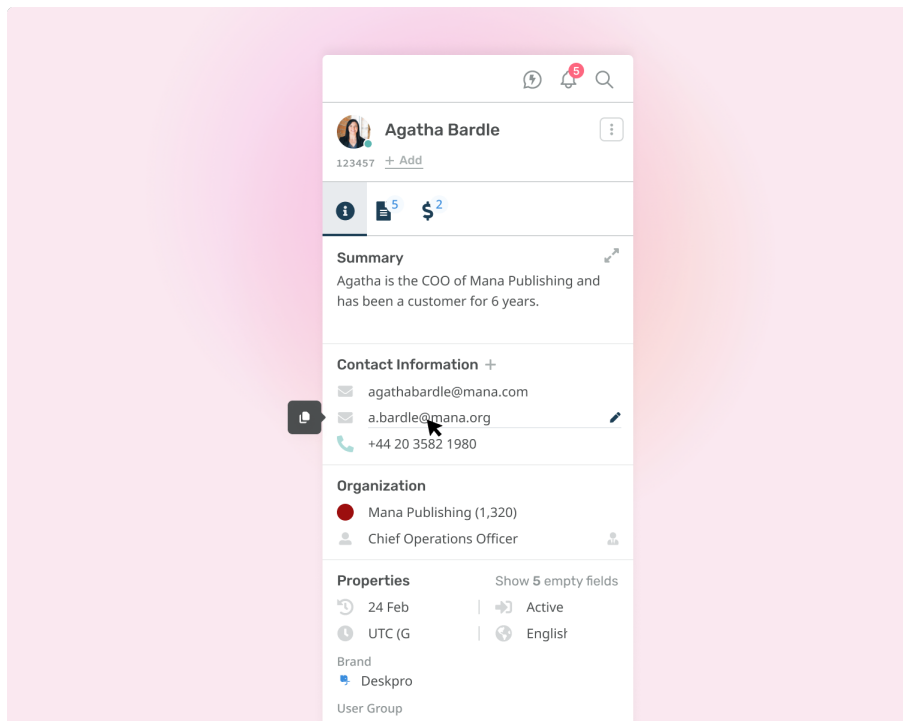 5
Agatha Bardle
123457 + Add
5 2
Summary
Agatha is the COO of Mana Publishing and
has been a customer for 6 years.
Contact Information +
agathabardle@mana.com
a.bardle@mana.org
+44 20 3582 1980
Organization
Mana Publishing (1,320)
Chief Operations Officer
Properties Show 5 empty fields
24 Feb Active
UTC (G English
Brand
Deskpro
User Group